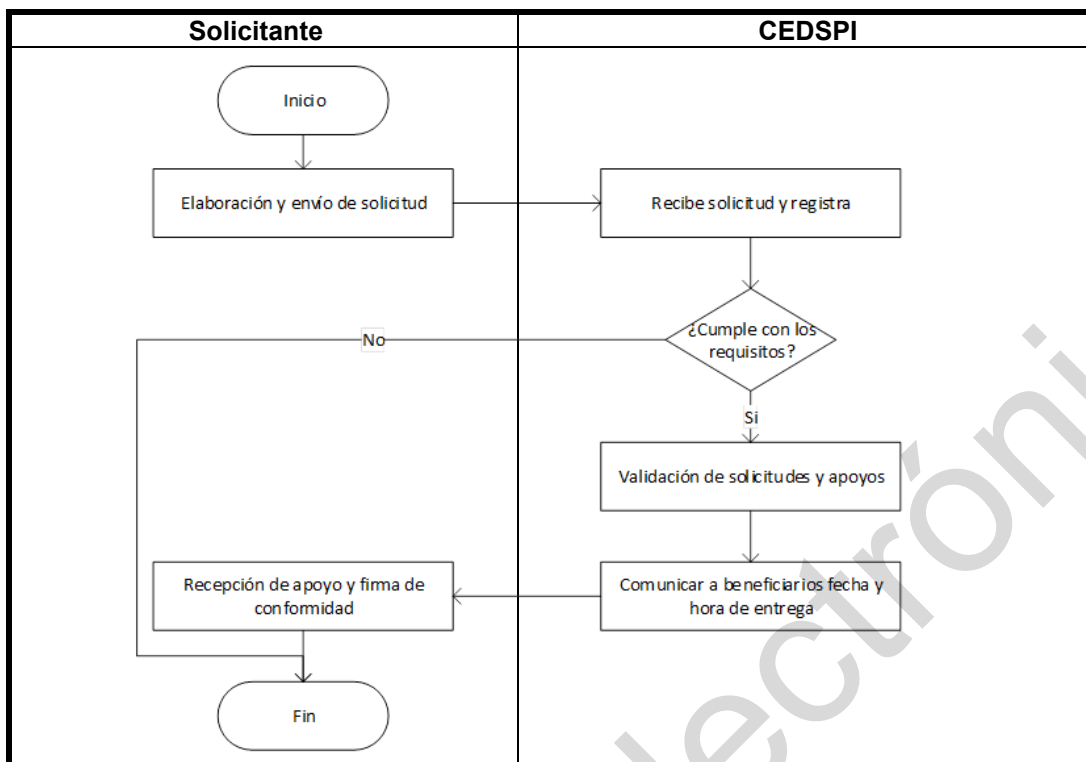 Solicitante
CEDSPI
Inicio
Elaboración y envío de solicitud
Recibe solicitud y registra
¿Cumple con los
requisitos?
No
Si
Validación de solicitudes y apoyos
Comunicar a beneficiarios fecha y
hora de entrega
Recepción de apoyo y firma de
conformidad
Fin
lectróni